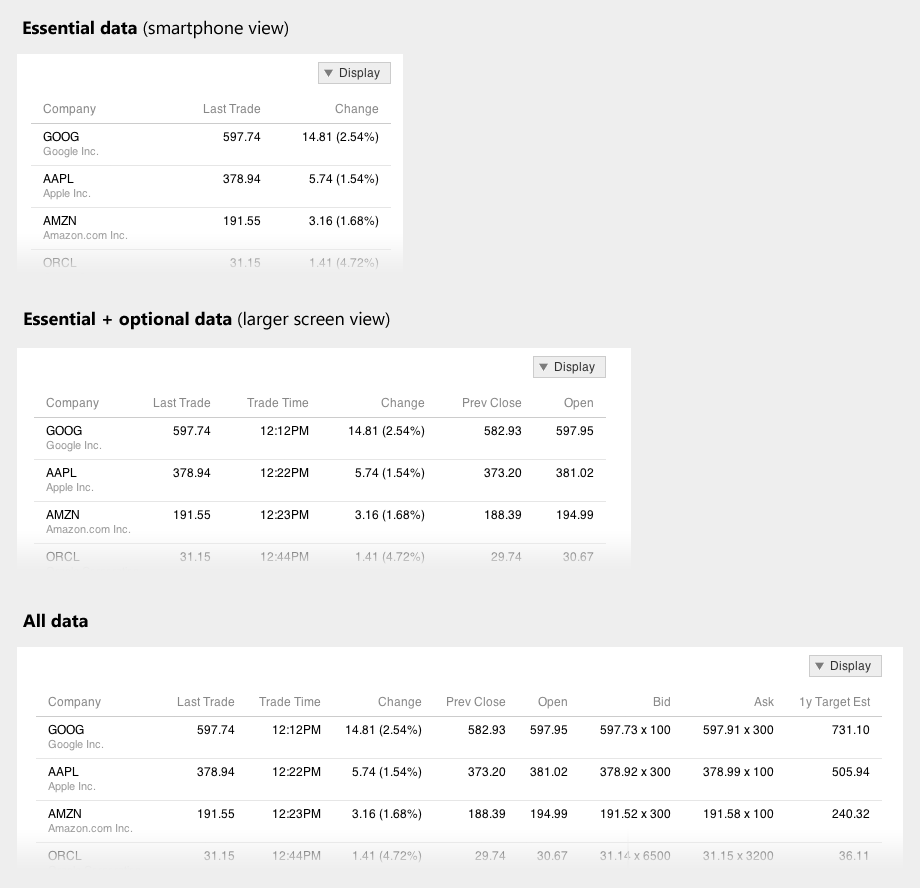 Essential data (smartphone view)
Display
Company Last Trade Change
GOOG 597.74 14.81 (2.54%)
Google Inc.
AAPL 378.94 5.74 (1.54%)
Apple Inc.
AMZN 191.55 3.16 (1.68%)
Amazon.com Inc.
ORCL 31.15 1.41 (4.72%)
Essential + optional data (larger screen view)
Display
Company Last Trade Trade Time Change Prev Close Open
GOOG 597.74 12:12PM 14.81 (2.54%) 582.93 597.95
Google Inc.
AAPL 378.94 12:22PM 5.74 (1.54%) 373.20 381.02
Apple Inc.
AMZN 191.55 12:23PM 3.16 (1.68%) 188.39 194.99
Amazon.com Inc.
ORCL 31.15 12:44PM 1.41 (4.72%) 29.74 30.67
All data
Display
Company Last Trade Trade Time Change Prev Close Open Bid Ask 1y Target Est
GOOG 597.74 12:12PM 14.81 (2.54%) 582.93 597.95 597.73 x 100 597.91 x 300 731.10
Google Inc.
AAPL 378.94 12:22PM 5.74 (1.54%) 373.20 381.02 378.92 x 300 378.99 x 100 505.94
Apple Inc.
AMZN 191.55 12:23PM 3.16 (1.68%) 188.39 194.99 191.52 x 300 191.58 x 100 240.32
Amazon.com Inc.
ORCL 31.15 12:44PM 1.41 (4.72%) 29.74 30.67 31.14 x 6500 31.15 x 3200 36.11